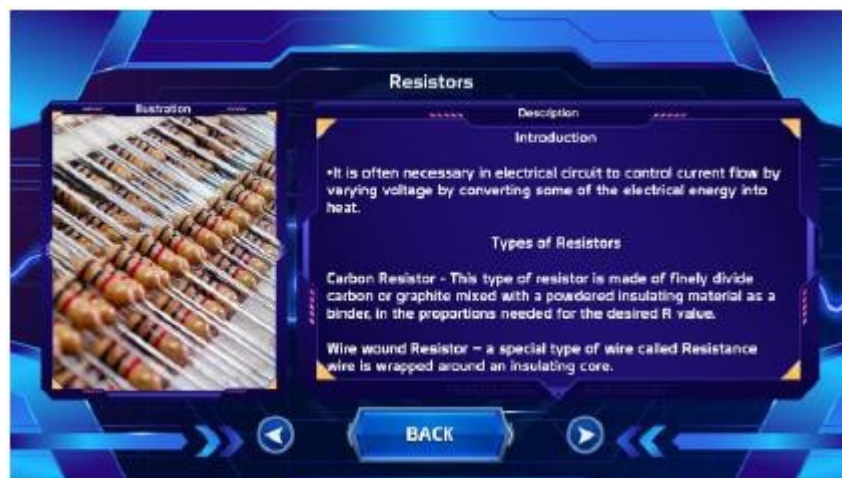 Resistors
Illustration
Description
Introduction
•It is often necessary in electrical circuit to control current flow by
varying voltage by converting some of the electrical energy into
heat.
Types of Resistors
Carbon Resistor - This type of resistor is made of finely divide
carbon or graphite mixed with a powdered insulating material as a
binder, in the proportions needed for the desired R value.
Wire wound Resistor – a special type of wire called Resistance
wire is wrapped around an insulating core.
BACK